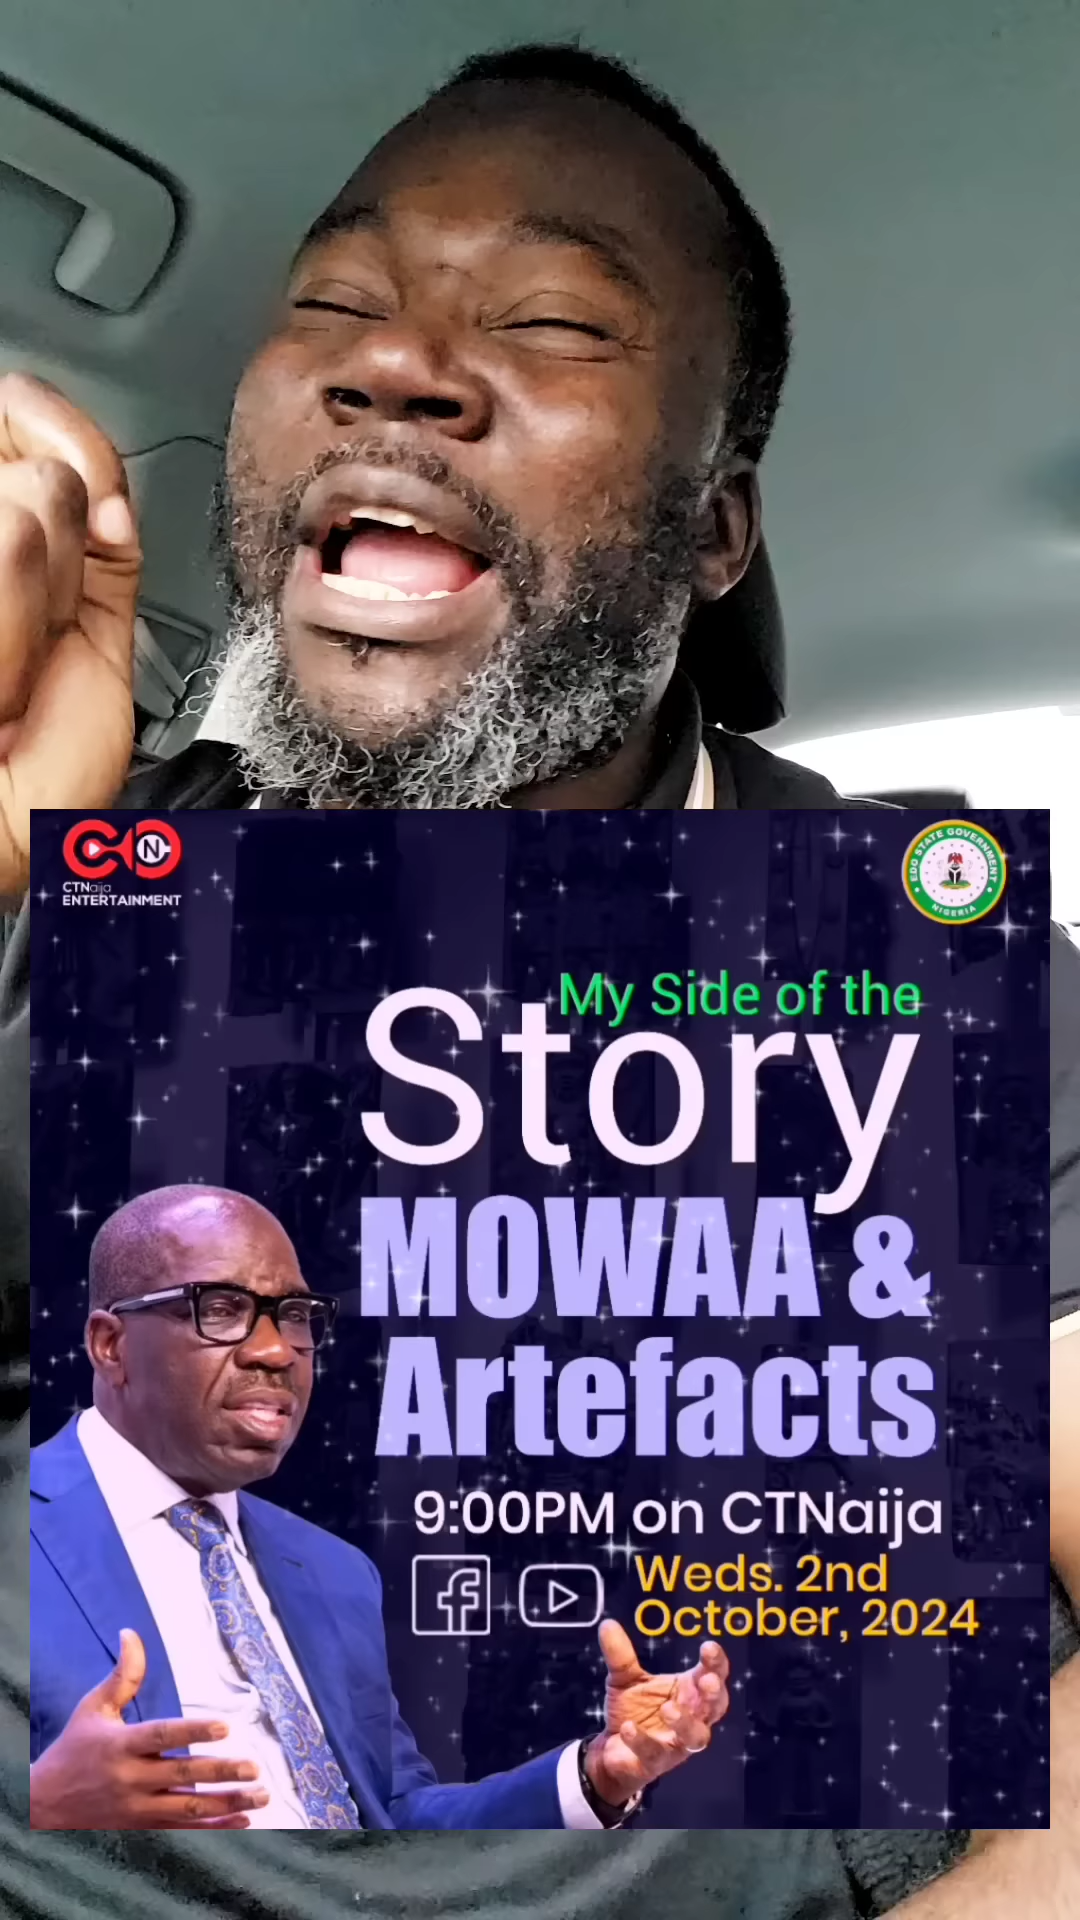 CTNaija
ENTERTAINMENT
N
EDO STATE GOVERNMENT
NIGERIA
My Side of the
Story
MOWAA &
Artefacts
9:00PM on CTNaija
Weds. 2nd
October, 2024